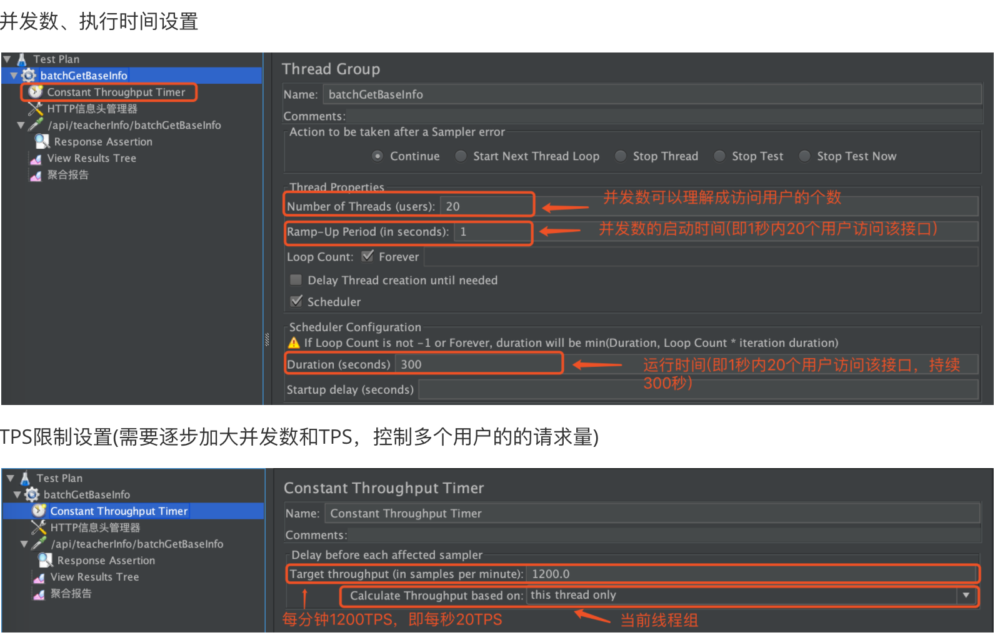 并发数、执行时间设置
Test Plan
batchGetBaseInfo
Constant Throughput Timer
HTTP信息头管理器
/api/teacherInfo/batchGetBaseInfo
Response Assertion
View Results Tree
聚合报告
Thread Group
Name: batchGetBaseInfo
Comments:
Action to be taken after a Sampler error
Continue Start Next Thread Loop Stop Thread Stop Test Stop Test Now
Thread Properties
Number of Threads (users): 20
并发数可以理解成访问用户的个数
Ramp-Up Period (in seconds): 1
并发数的启动时间(即1秒内20个用户访问该接口)
Loop Count: Forever
Delay Thread creation until needed
Scheduler
Scheduler Configuration
If Loop Count is not -1 or Forever, duration will be min(Duration, Loop Count * iteration duration)
Duration (seconds) 300
运行时间(即1秒内20个用户访问该接口，持续
300秒)
Startup delay (seconds)
TPS限制设置(需要逐步加大并发数和TPS，控制多个用户的的请求量)
Test Plan
batchGetBaseInfo
Constant Throughput Timer
HTTP信息头管理器
/api/teacherInfo/batchGetBaseInfo
Response Assertion
View Results Tree
聚合报告
Constant Throughput Timer
Name: Constant Throughput Timer
Comments:
Delay before each affected sampler
Target throughput (in samples per minute): 1200.0
Calculate Throughput based on: this thread only
每分钟1200TPS，即每秒20TPS
当前线程组